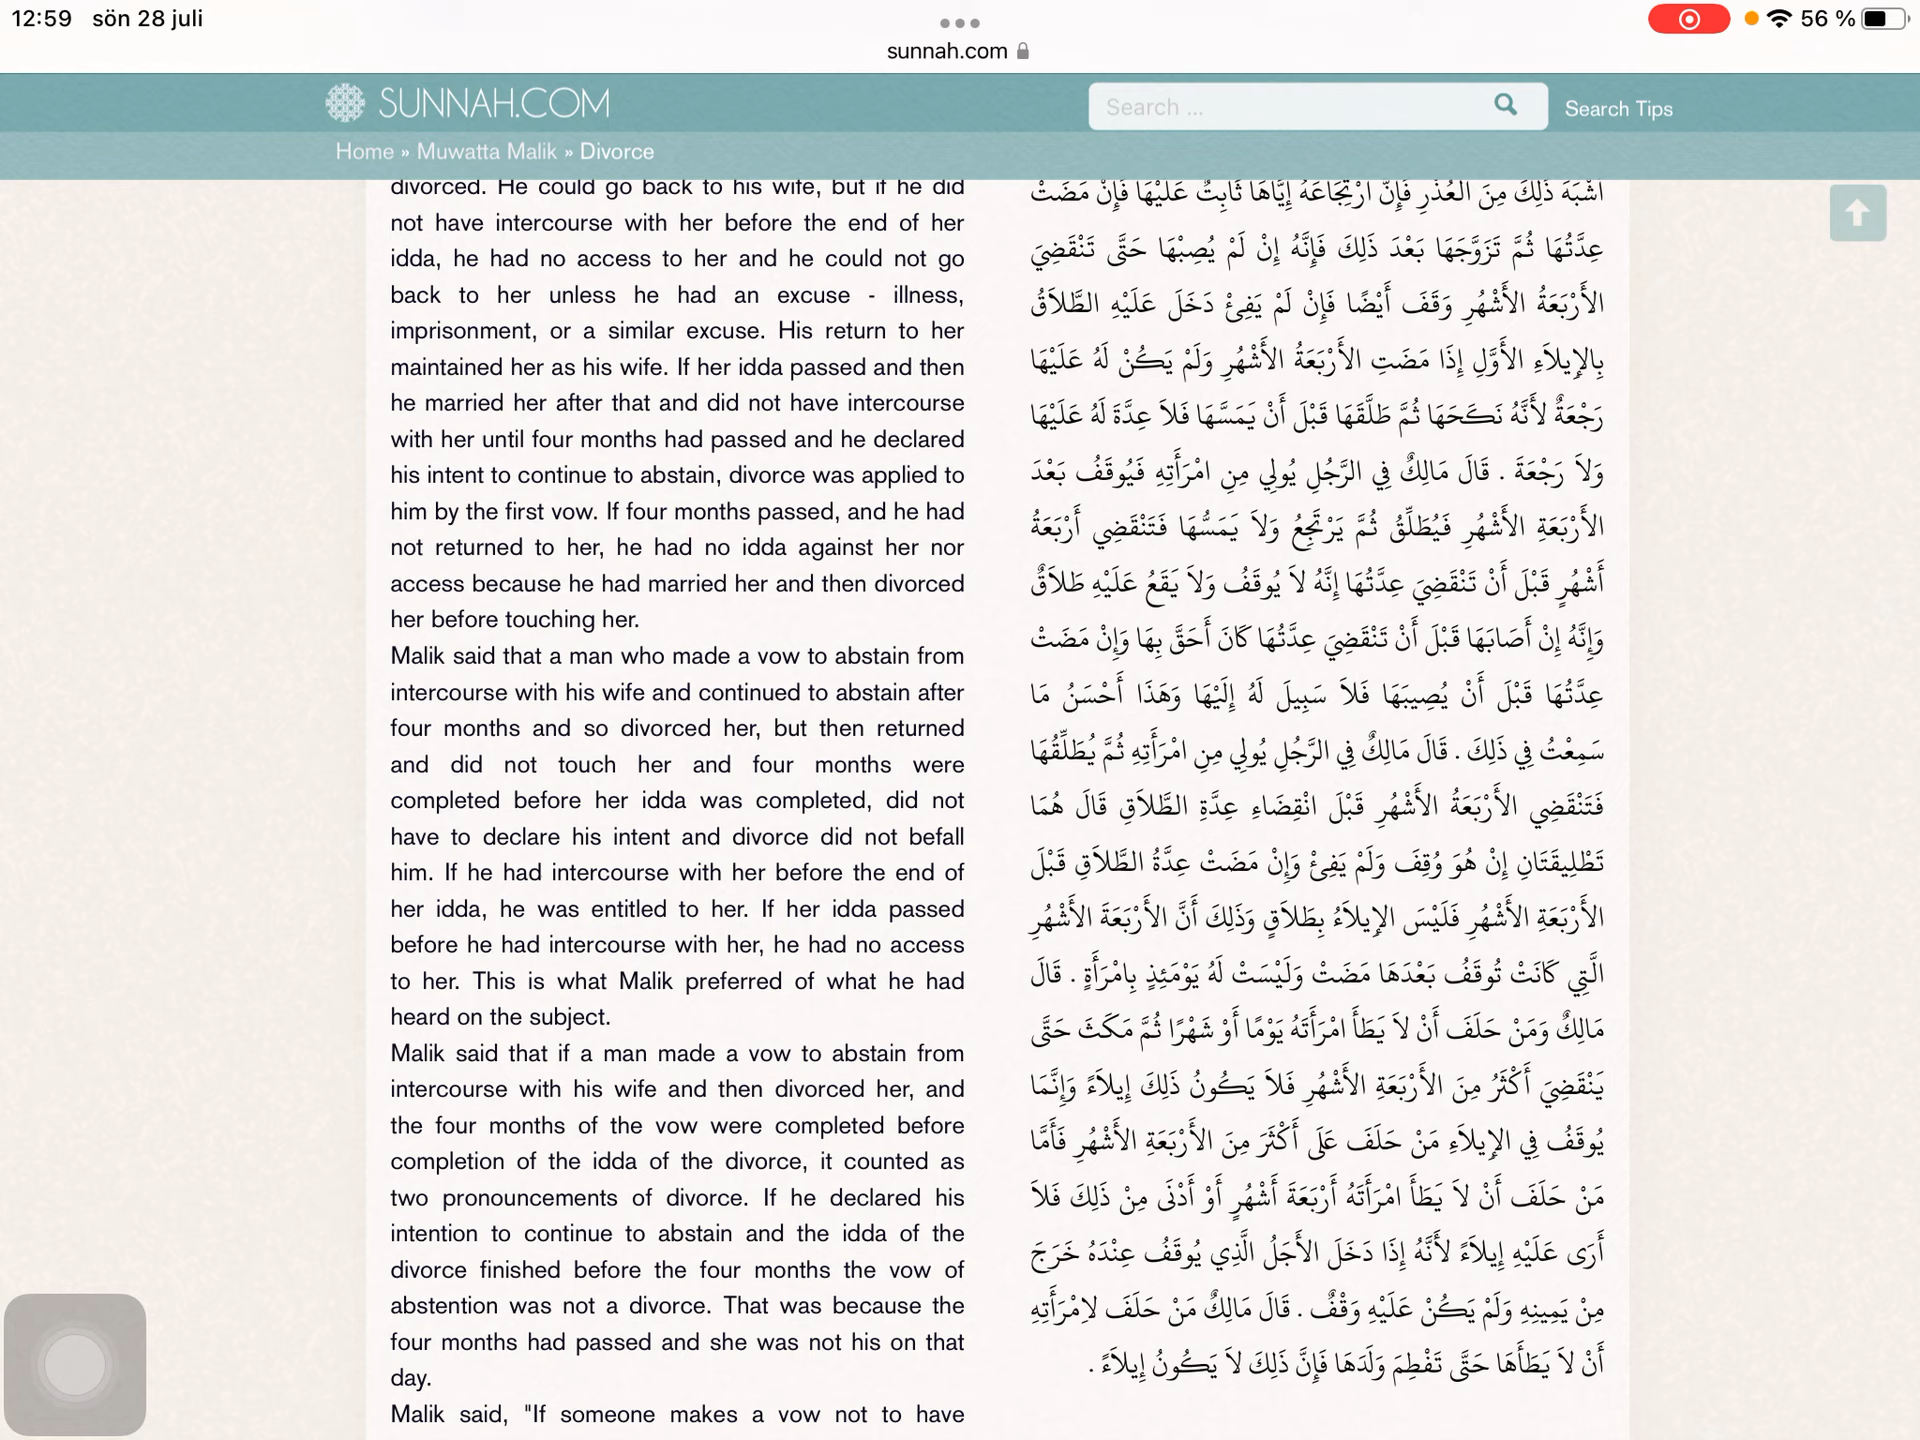 12:59 sön 28 juli
56 %
sunnah.com
SUNNAH.COM
Search ...
Search Tips
Home » Muwatta Malik » Divorce
divorced. He could go back to his wife, but if he did
not have intercourse with her before the end of her
idda, he had no access to her and he could not go
back to her unless he had an excuse - illness,
imprisonment, or a similar excuse. His return to her
maintained her as his wife. If her idda passed and then
he married her after that and did not have intercourse
with her until four months had passed and he declared
his intent to continue to abstain, divorce was applied to
him by the first vow. If four months passed, and he had
not returned to her, he had no idda against her nor
access because he had married her and then divorced
her before touching her.
Malik said that a man who made a vow to abstain from
intercourse with his wife and continued to abstain after
four months and so divorced her, but then returned
and did not touch her and four months were
completed before her idda was completed, did not
have to declare his intent and divorce did not befall
him. If he had intercourse with her before the end of
her idda, he was entitled to her. If her idda passed
before he had intercourse with her, he had no access
to her. This is what Malik preferred of what he had
heard on the subject.
Malik said that if a man made a vow to abstain from
intercourse with his wife and then divorced her, and
the four months of the vow were completed before
completion of the idda of the divorce, it counted as
two pronouncements of divorce. If he declared his
intention to continue to abstain and the idda of the
divorce finished before the four months the vow of
abstention was not a divorce. That was because the
four months had passed and she was not his on that
day.
Malik said, "If someone makes a vow not to have
أَشْبَهَ ذَلِكَ مِنَ الْعُذْرِ فَإِنَّ ارْتِجَاعَهُ إِيَّاهَا ثَابِتٌ عَلَيْهَا فَإِنْ مَضَتْ
عِدَّتُهَا ثُمَّ تَزَوَّجَهَا بَعْدَ ذَلِكَ فَإِنَّهُ إِنْ لَمْ يُصِبْهَا حَتَّى تَنْقَضِيَ
الأَرْبَعَةُ الأَشْهُرِ وَقَفَ أَيْضًا فَإِنْ لَمْ يَفِئْ دَخَلَ عَلَيْهِ الطَّلاَقُ
بِالإِيلاَءِ الأَوَّلِ إِذَا مَضَتِ الأَرْبَعَةُ الأَشْهُرِ وَلَمْ يَكُنْ لَهُ عَلَيْهَا
رَجْعَةٌ لأَنَّهُ نَكَحَهَا ثُمَّ طَلَّقَهَا قَبْلَ أَنْ يَمَسَّهَا فَلاَ عِدَّةَ لَهُ عَلَيْهَا
وَلاَ رَجْعَةَ . قَالَ مَالِكٌ فِي الرَّجُلِ يُولِي مِنِ امْرَأَتِهِ فَيُوقَفُ بَعْدَ
الأَرْبَعَةِ الأَشْهُرِ فَيُطَلِّقُ ثُمَّ يَرْتَجِعُ وَلاَ يَمَسُّهَا فَتَنْقَضِي أَرْبَعَةُ
أَشْهُرٍ قَبْلَ أَنْ تَنْقَضِيَ عِدَّتُهَا إِنَّهُ لاَ يُوقَفُ وَلاَ يَقَعُ عَلَيْهِ طَلاَقٌ
وَإِنَّهُ إِنْ أَصَابَهَا قَبْلَ أَنْ تَنْقَضِيَ عِدَّتُهَا كَانَ أَحَقَّ بِهَا وَإِنْ مَضَتْ
عِدَّتُهَا قَبْلَ أَنْ يُصِيبَهَا فَلاَ سَبِيلَ لَهُ إِلَيْهَا وَهَذَا أَحْسَنُ مَا
سَمِعْتُ فِي ذَلِكَ . قَالَ مَالِكٌ فِي الرَّجُلِ يُولِي مِنِ امْرَأَتِهِ ثُمَّ يُطَلِّقُهَا
فَتَنْقَضِي الأَرْبَعَةُ الأَشْهُرِ قَبْلَ انْقِضَاءِ عِدَّةِ الطَّلاَقِ قَالَ هُمَا
تَطْلِيقَتَانِ إِنْ هُوَ وُقِفَ وَلَمْ يَفِئْ وَإِنْ مَضَتْ عِدَّةُ الطَّلاَقِ قَبْلَ
الأَرْبَعَةِ الأَشْهُرِ فَلَيْسَ الإِيلاَءُ بِطَلاَقٍ وَذَلِكَ أَنَّ الأَرْبَعَةَ الأَشْهُرِ
الَّتِي كَانَتْ تُوقَفُ بَعْدَهَا مَضَتْ وَلَيْسَتْ لَهُ يَوْمَئِذٍ بِامْرَأَةٍ . قَالَ
مَالِكٌ وَمَنْ حَلَفَ أَنْ لاَ يَطَأَ امْرَأَتَهُ يَوْمًا أَوْ شَهْرًا ثُمَّ مَكَثَ حَتَّى
يَنْقَضِيَ أَكْثَرُ مِنَ الأَرْبَعَةِ الأَشْهُرِ فَلاَ يَكُونُ ذَلِكَ إِيلاَءً وَإِنَّمَا
يُوقَفُ فِي الإِيلاَءِ مَنْ حَلَفَ عَلَى أَكْثَرَ مِنَ الأَرْبَعَةِ الأَشْهُرِ فَأَمَّا
مَنْ حَلَفَ أَنْ لاَ يَطَأَ امْرَأَتَهُ أَرْبَعَةَ أَشْهُرٍ أَوْ أَدْنَى مِنْ ذَلِكَ فَلاَ
أَرَى عَلَيْهِ إِيلاَءً لأَنَّهُ إِذَا دَخَلَ الأَجَلُ الَّذِي يُوقَفُ عِنْدَهُ خَرَجَ
مِنْ يَمِينِهِ وَلَمْ يَكُنْ عَلَيْهِ وَقْفٌ . قَالَ مَالِكٌ مَنْ حَلَفَ لاِمْرَأَتِهِ
أَنْ لاَ يَطَأَهَا حَتَّى تَفْطِمَ وَلَدَهَا فَإِنَّ ذَلِكَ لاَ يَكُونُ إِيلاَءً .